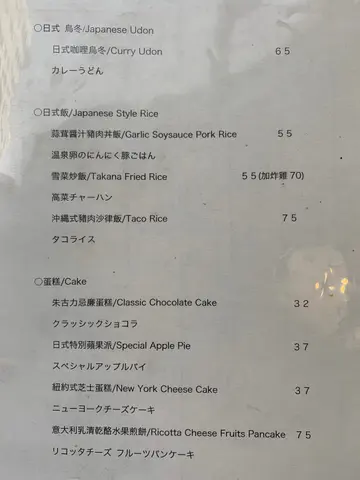 ○日式 烏冬/Japanese Udon
日式咖喱烏冬/Curry Udon 65
カレーうどん
○日式飯/Japanese Style Rice
蒜茸醬汁豬肉丼飯/Garlic Soysauce Pork Rice 55
温泉卵のにんにく豚ごはん
雪菜炒飯/Takana Fried Rice 55(加炸雞70)
高菜チャーハン
沖繩式豬肉沙律飯/Taco Rice 75
タコライス
○蛋糕/Cake
朱古力忌廉蛋糕/Classic Chocolate Cake 32
クラッシックショコラ
日式特別蘋果派/Special Apple Pie 37
スペシャルアップルパイ
紐約式芝士蛋糕/New York Cheese Cake 37
ニューヨークチーズケーキ
意大利乳清乾酪水果煎餅/Ricotta Cheese Fruits Pancake 75
リコッタチーズ フルーツパンケーキ